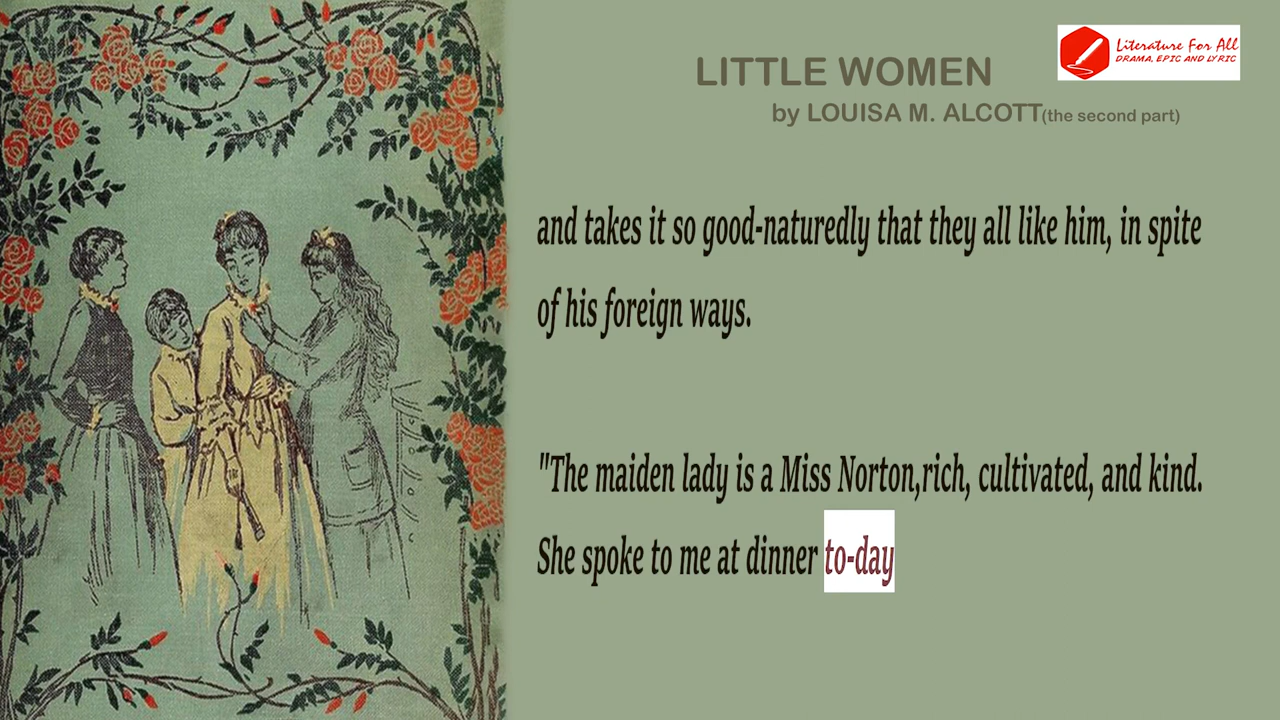 LITTLE WOMEN
Literature For All
DRAMA, EPIC AND LYRIC
by LOUISA M. ALCOTT(the second part)
and takes it so good-naturedly that they all like him, in spite
of his foreign ways.
"The maiden lady is a Miss Norton,rich, cultivated, and kind.
She spoke to me at dinner to-day